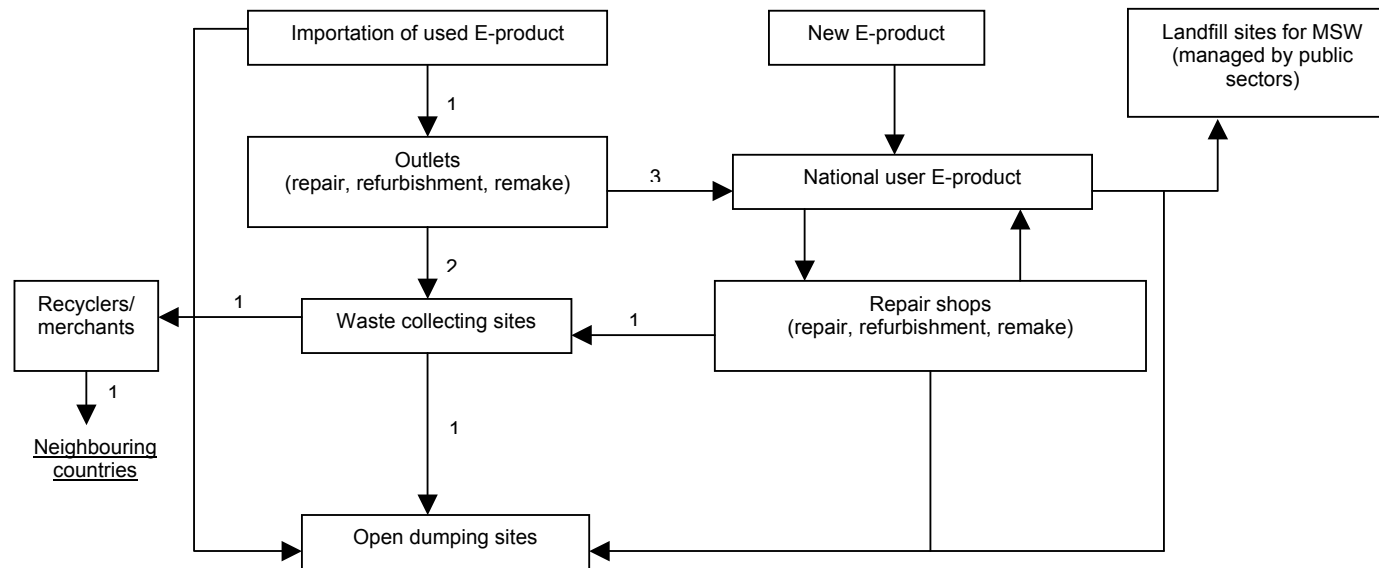 Importation of used E-product
New E-product
Landfill sites for MSW
(managed by public
sectors)
1
Outlets
(repair, refurbishment, remake)
3
National user E-product
2
Recyclers/
merchants
1
Waste collecting sites
1
Repair shops
(repair, refurbishment, remake)
1
1
Neighbouring
countries
Open dumping sites